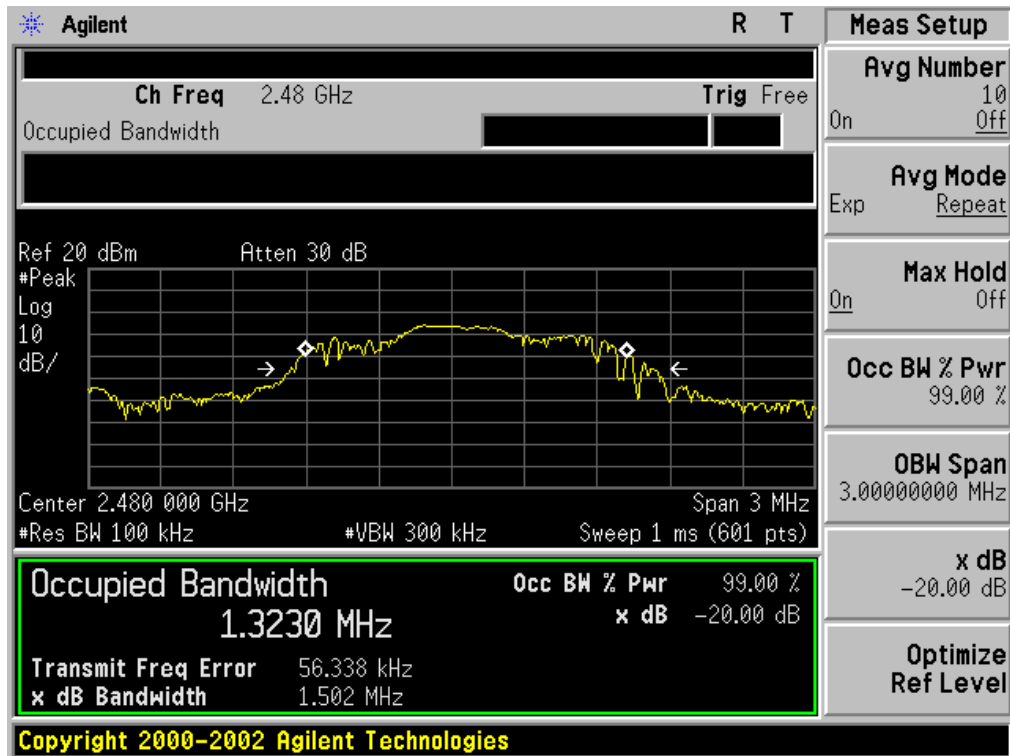 Agilent R T
Ch Freq 2.48 GHz Trig Free
Occupied Bandwidth
Ref 20 dBm Atten 30 dB
#Peak
Log
10
dB/
Center 2.480 000 GHz Span 3 MHz
#Res BW 100 kHz #VBW 300 kHz Sweep 1 ms (601 pts)
Occupied Bandwidth Occ BW % Pwr 99.00 %
1.3230 MHz x dB -20.00 dB
Transmit Freq Error 56.338 kHz
x dB Bandwidth 1.502 MHz
Copyright 2000-2002 Agilent Technologies
Meas Setup
Avg Number
10
On Off
Avg Mode
Exp Repeat
Max Hold
On Off
Occ BW % Pwr
99.00 %
OBW Span
3.00000000 MHz
x dB
-20.00 dB
Optimize
Ref Level